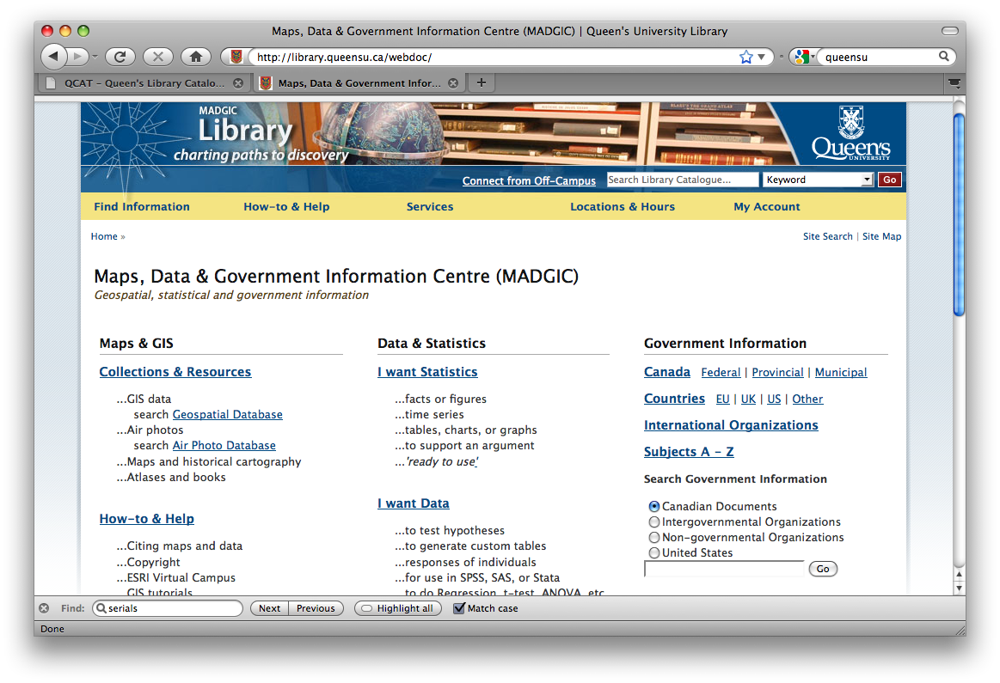 Maps, Data & Government Information Centre (MADGIC) | Queen's University Library
http://library.queensu.ca/webdoc/
queensu
QCAT – Queen's Library Catalo...
Maps, Data & Government Infor...
MADGIC
Library
charting paths to discovery
Queen's
UNIVERSITY
Connect from Off-Campus
Search Library Catalogue...
Keyword
Go
Find Information
How-to & Help
Services
Locations & Hours
My Account
Home »
Site Search | Site Map
Maps, Data & Government Information Centre (MADGIC)
Geospatial, statistical and government information
Maps & GIS
Collections & Resources
...GIS data
search Geospatial Database
...Air photos
search Air Photo Database
...Maps and historical cartography
...Atlases and books
How-to & Help
...Citing maps and data
...Copyright
...ESRI Virtual Campus
GIS tutorials
Data & Statistics
I want Statistics
...facts or figures
...time series
...tables, charts, or graphs
...to support an argument
...'ready to use'
I want Data
...to test hypotheses
...to generate custom tables
...responses of individuals
...for use in SPSS, SAS, or Stata
...to do Regression, t-test, ANOVA, etc
Government Information
Canada Federal | Provincial | Municipal
Countries EU | UK | US | Other
International Organizations
Subjects A – Z
Search Government Information
Canadian Documents
Intergovernmental Organizations
Non-governmental Organizations
United States
Go
Find: serials
Next
Previous
Highlight all
Match case
Done